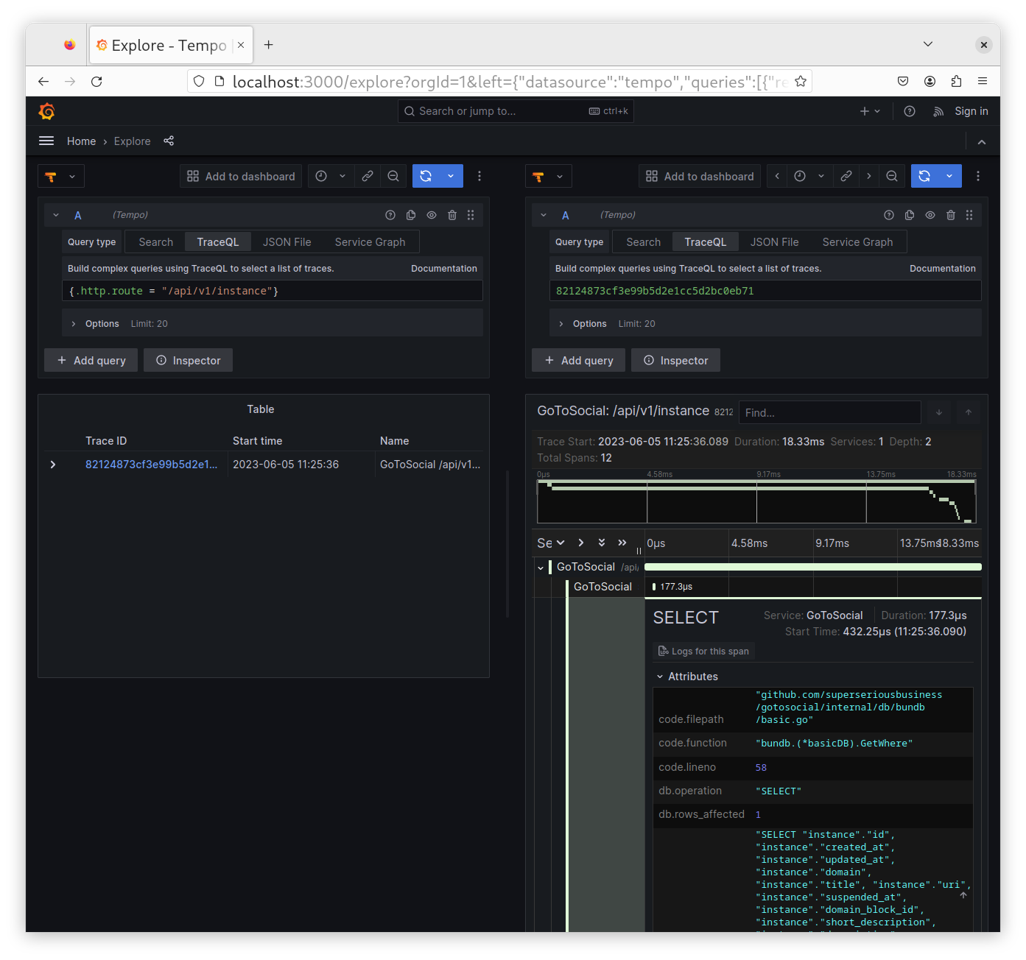 Explore - Tempo
localhost:3000/explore?orgId=1&left={"datasource":"tempo","queries":[{"re
Search or jump to...
ctrl+k
Sign in
Home
Explore
Add to dashboard
A
(Tempo)
Query type
Search
TraceQL
JSON File
Service Graph
Build complex queries using TraceQL to select a list of traces.
Documentation
{.http.route = "/api/v1/instance"}
Options
Limit: 20
+ Add query
Inspector
Table
Trace ID
Start time
Name
82124873cf3e99b5d2e1...
2023-06-05 11:25:36
GoToSocial /api/v1...
Add to dashboard
A
(Tempo)
Query type
Search
TraceQL
JSON File
Service Graph
Build complex queries using TraceQL to select a list of traces.
Documentation
82124873cf3e99b5d2e1cc5d2bc0eb71
Options
Limit: 20
+ Add query
Inspector
GoToSocial: /api/v1/instance 8212
Find...
Trace Start: 2023-06-05 11:25:36.089 Duration: 18.33ms Services: 1 Depth: 2
Total Spans: 12
0µs
4.58ms
9.17ms
13.75ms
18.33ms
Se
0µs
4.58ms
9.17ms
13.75ms
18.33ms
GoToSocial /api/
GoToSocial
177.3µs
SELECT
Service: GoToSocial
Duration: 177.3µs
Start Time: 432.25µs (11:25:36.090)
Logs for this span
Attributes
code.filepath
"github.com/superseriousbusiness
/gotosocial/internal/db/bundb
/basic.go"
code.function
"bundb.(*basicDB).GetWhere"
code.lineno
58
db.operation
"SELECT"
db.rows_affected
1
"SELECT "instance"."id",
"instance"."created_at",
"instance"."updated_at",
"instance"."domain",
"instance"."title", "instance"."uri",
"instance"."suspended_at",
"instance"."domain_block_id",
"instance"."short_description",